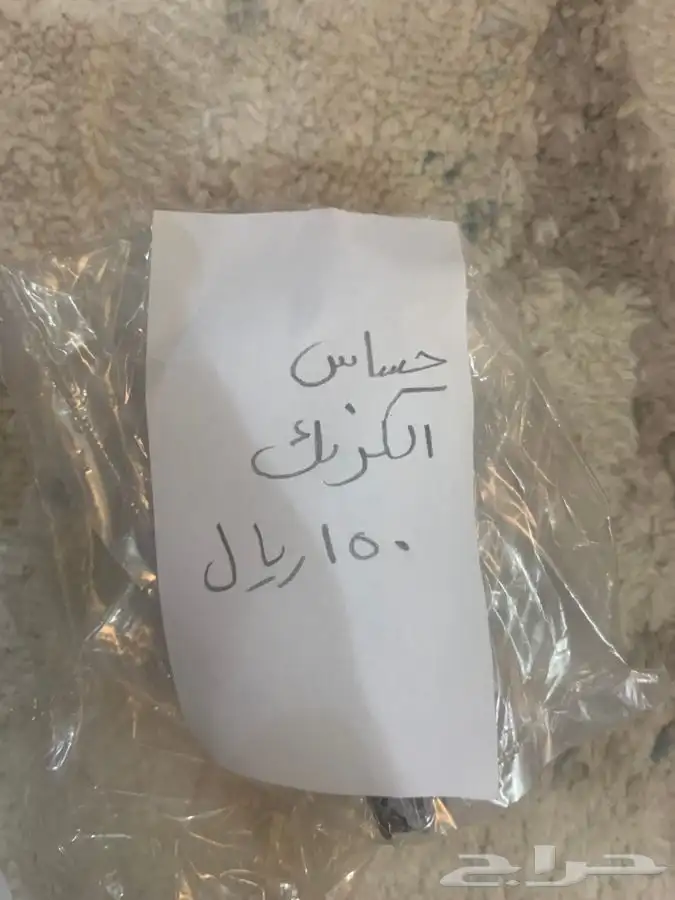 حساس
الكرنك
١٥٠ ريال
حراج